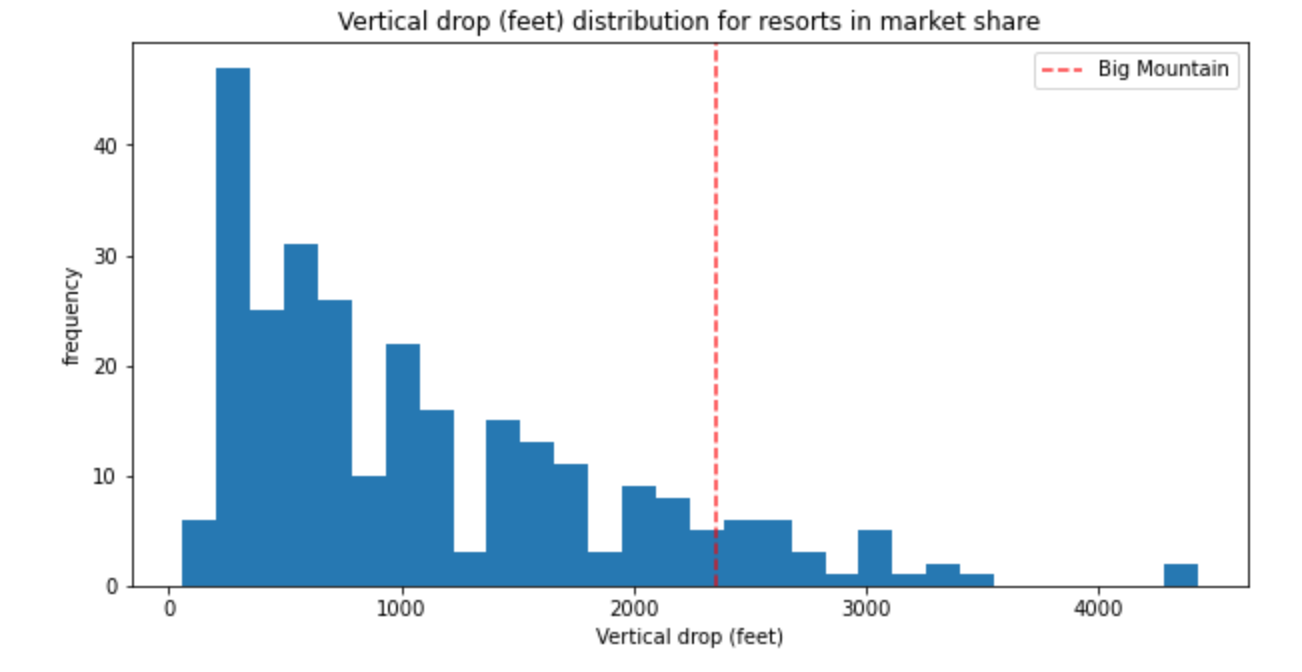 Vertical drop (feet) distribution for resorts in market share
Big Mountain
40
30
20
10
0
frequency
0 1000 2000 3000 4000
Vertical drop (feet)